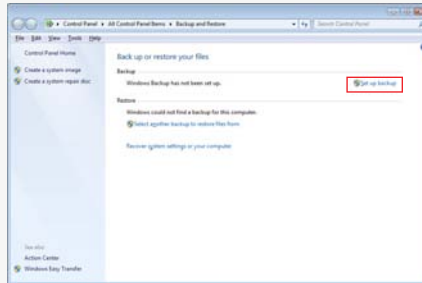 Control Panel ▸ All Control Panel Items ▸ Backup and Restore
Search Control Panel
File Edit View Tools Help
Control Panel Home
Create a system image
Create a system repair disc
Back up or restore your files
Backup
Windows Backup has not been set up.
Set up backup
Restore
Windows could not find a backup for this computer.
Select another backup to restore files from
Recover system settings or your computer
See also
Action Center
Windows Easy Transfer